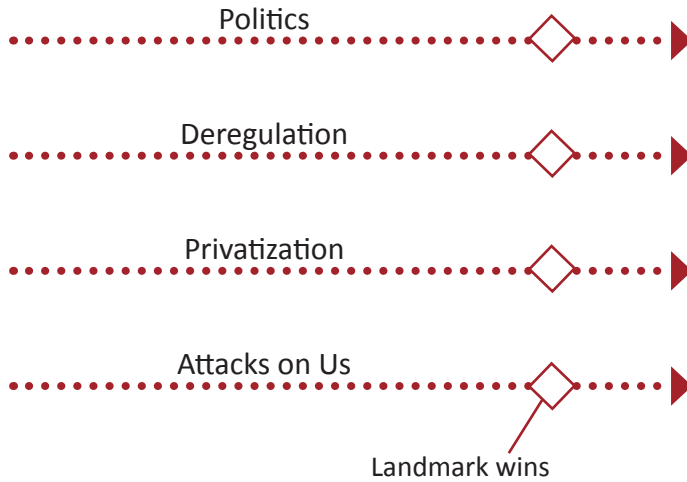 Politics
Deregulation
Privatization
Attacks on Us
Landmark wins